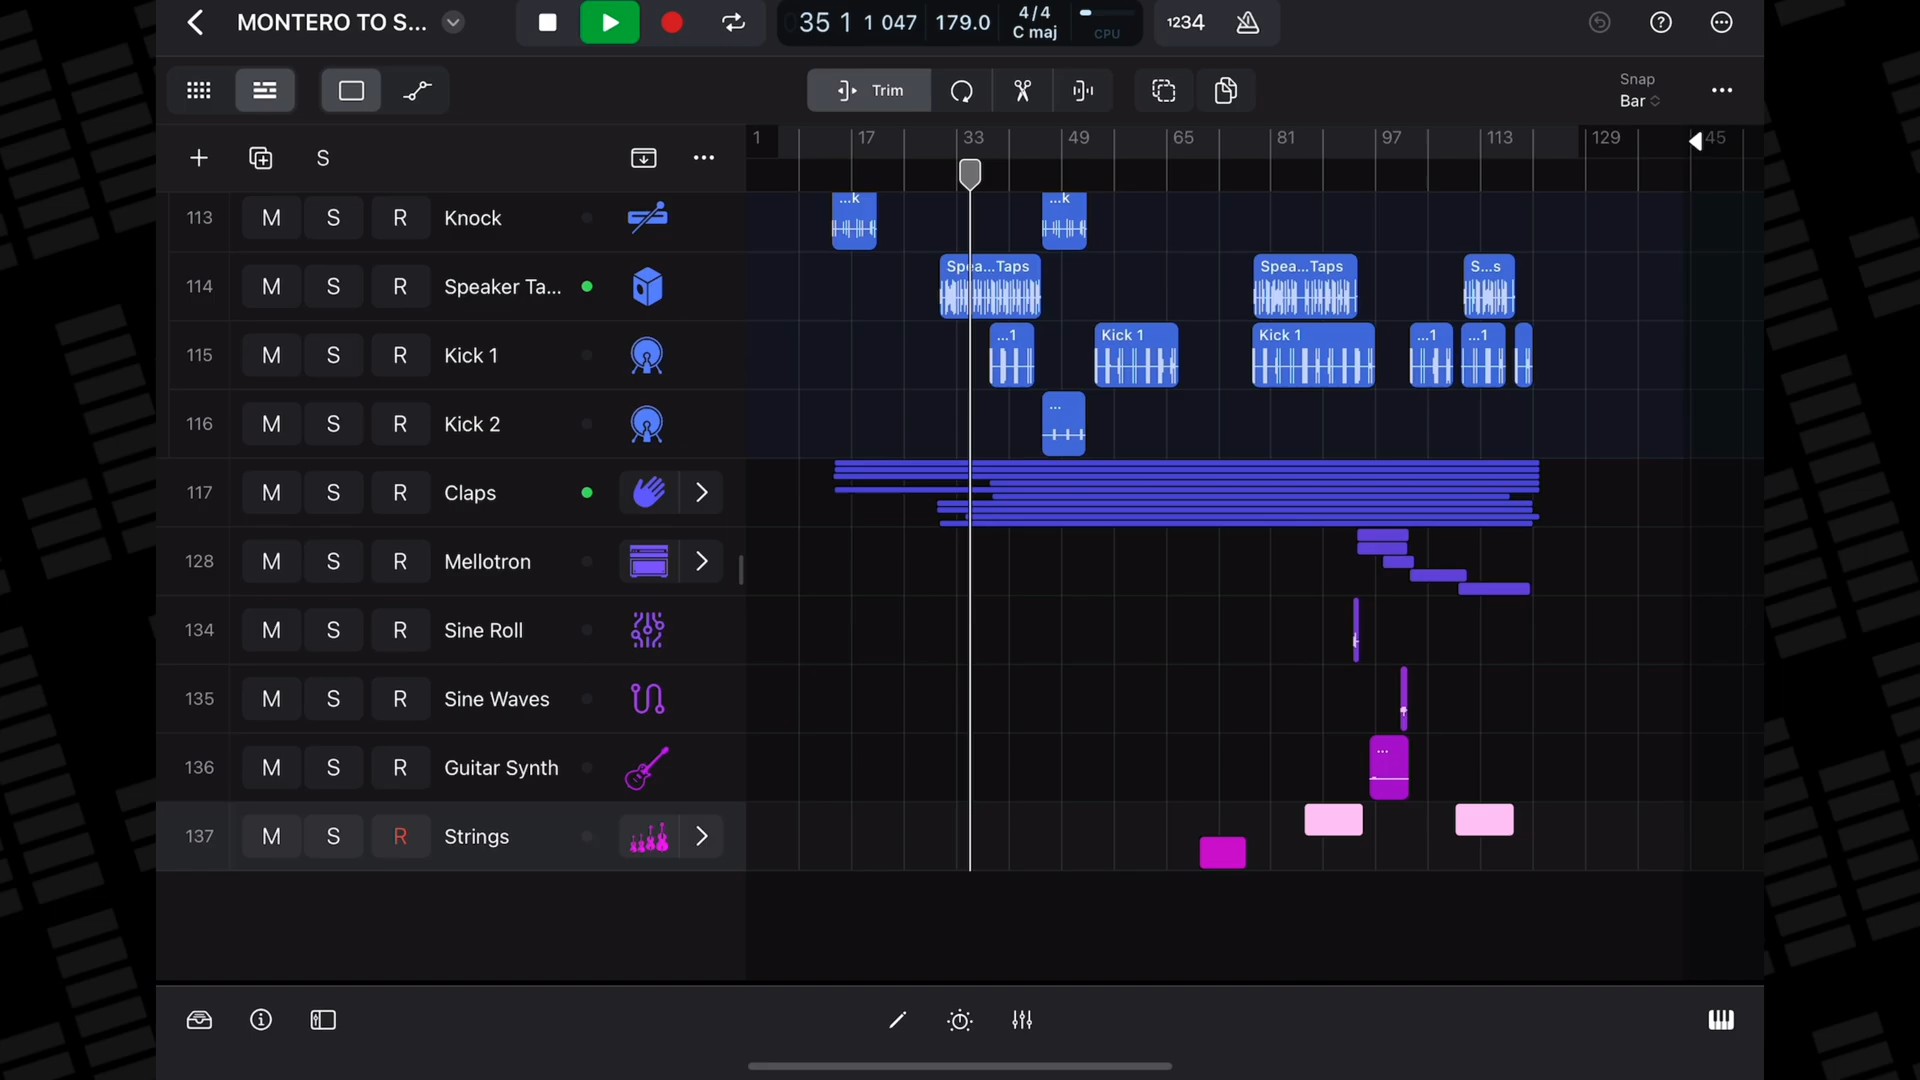 MONTERO TO S...
35 1 1 047 179.0 4/4 C maj CPU
1234
Trim
Snap
Bar
S
1 17 33 49 65 81 97 113 129 45
113 M S R Knock ...k ...k
114 M S R Speaker Ta... Spea...Taps Spea...Taps S...s
115 M S R Kick 1 ...1 Kick 1 Kick 1 ...1 ...1
116 M S R Kick 2 ...
117 M S R Claps
128 M S R Mellotron
134 M S R Sine Roll
135 M S R Sine Waves
136 M S R Guitar Synth ...
137 M S R Strings